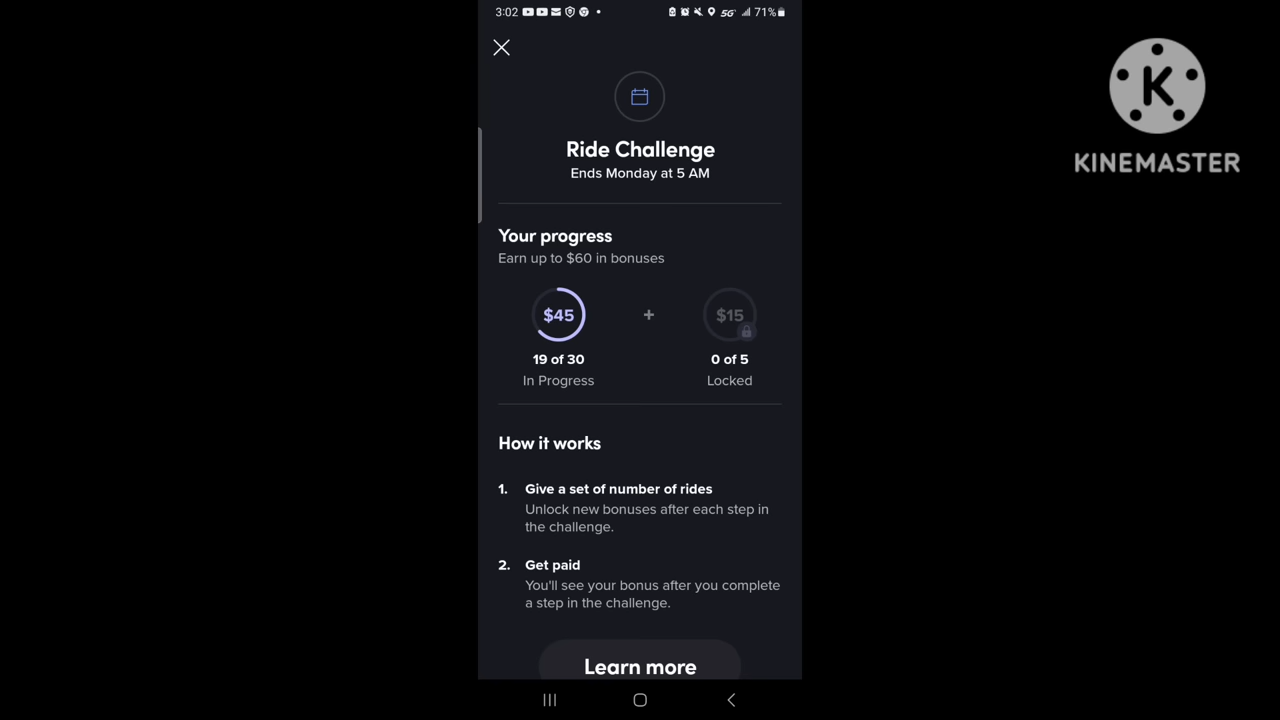 3:02
5G
71%
K
KINEMASTER
Ride Challenge
Ends Monday at 5 AM
Your progress
Earn up to $60 in bonuses
$45 + $15
19 of 30 0 of 5
In Progress Locked
How it works
1. Give a set of number of rides
Unlock new bonuses after each step in
the challenge.
2. Get paid
You'll see your bonus after you complete
a step in the challenge.
Learn more